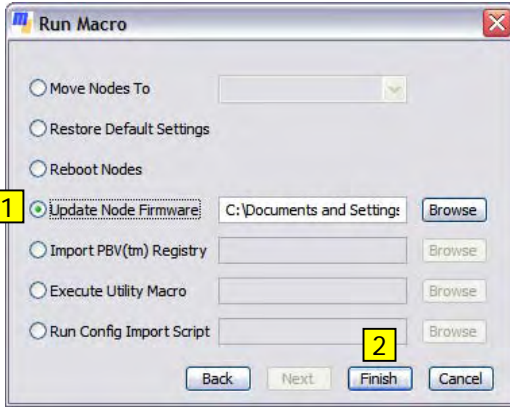 Run Macro
Move Nodes To
Restore Default Settings
Reboot Nodes
1 Update Node Firmware C:\Documents and Settings Browse
Import PBV(tm) Registry Browse
Execute Utility Macro Browse
Run Config Import Script Browse
2
Back Next Finish Cancel